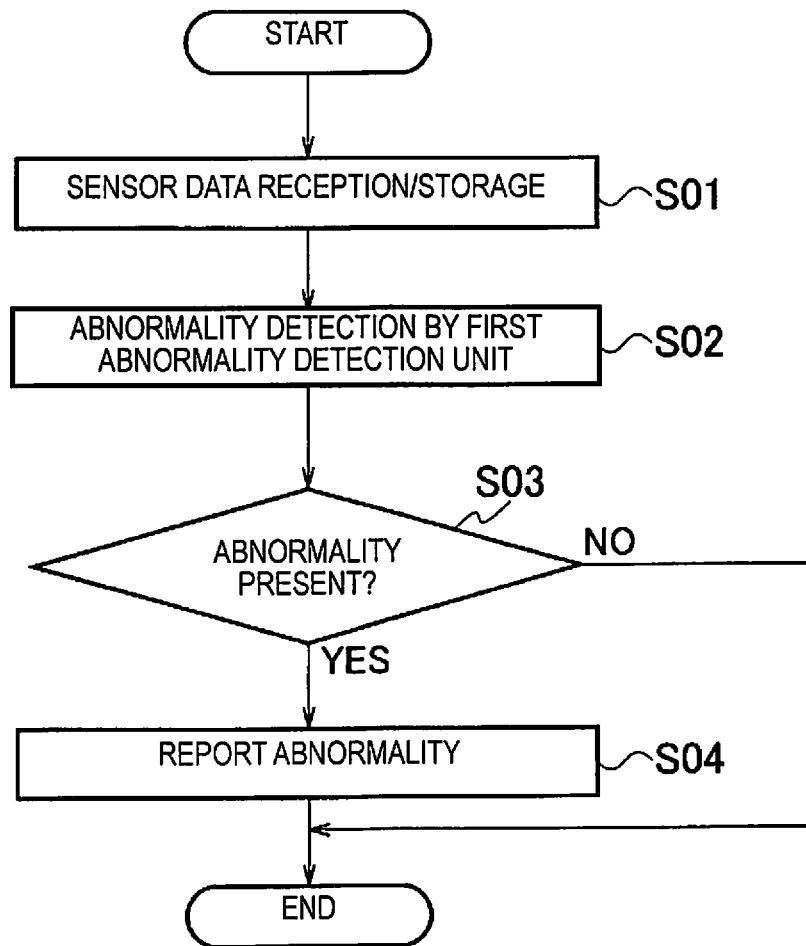 START
SENSOR DATA RECEPTION/STORAGE
S01
ABNORMALITY DETECTION BY FIRST
ABNORMALITY DETECTION UNIT
S02
S03
ABNORMALITY
PRESENT?
NO
YES
REPORT ABNORMALITY
S04
END